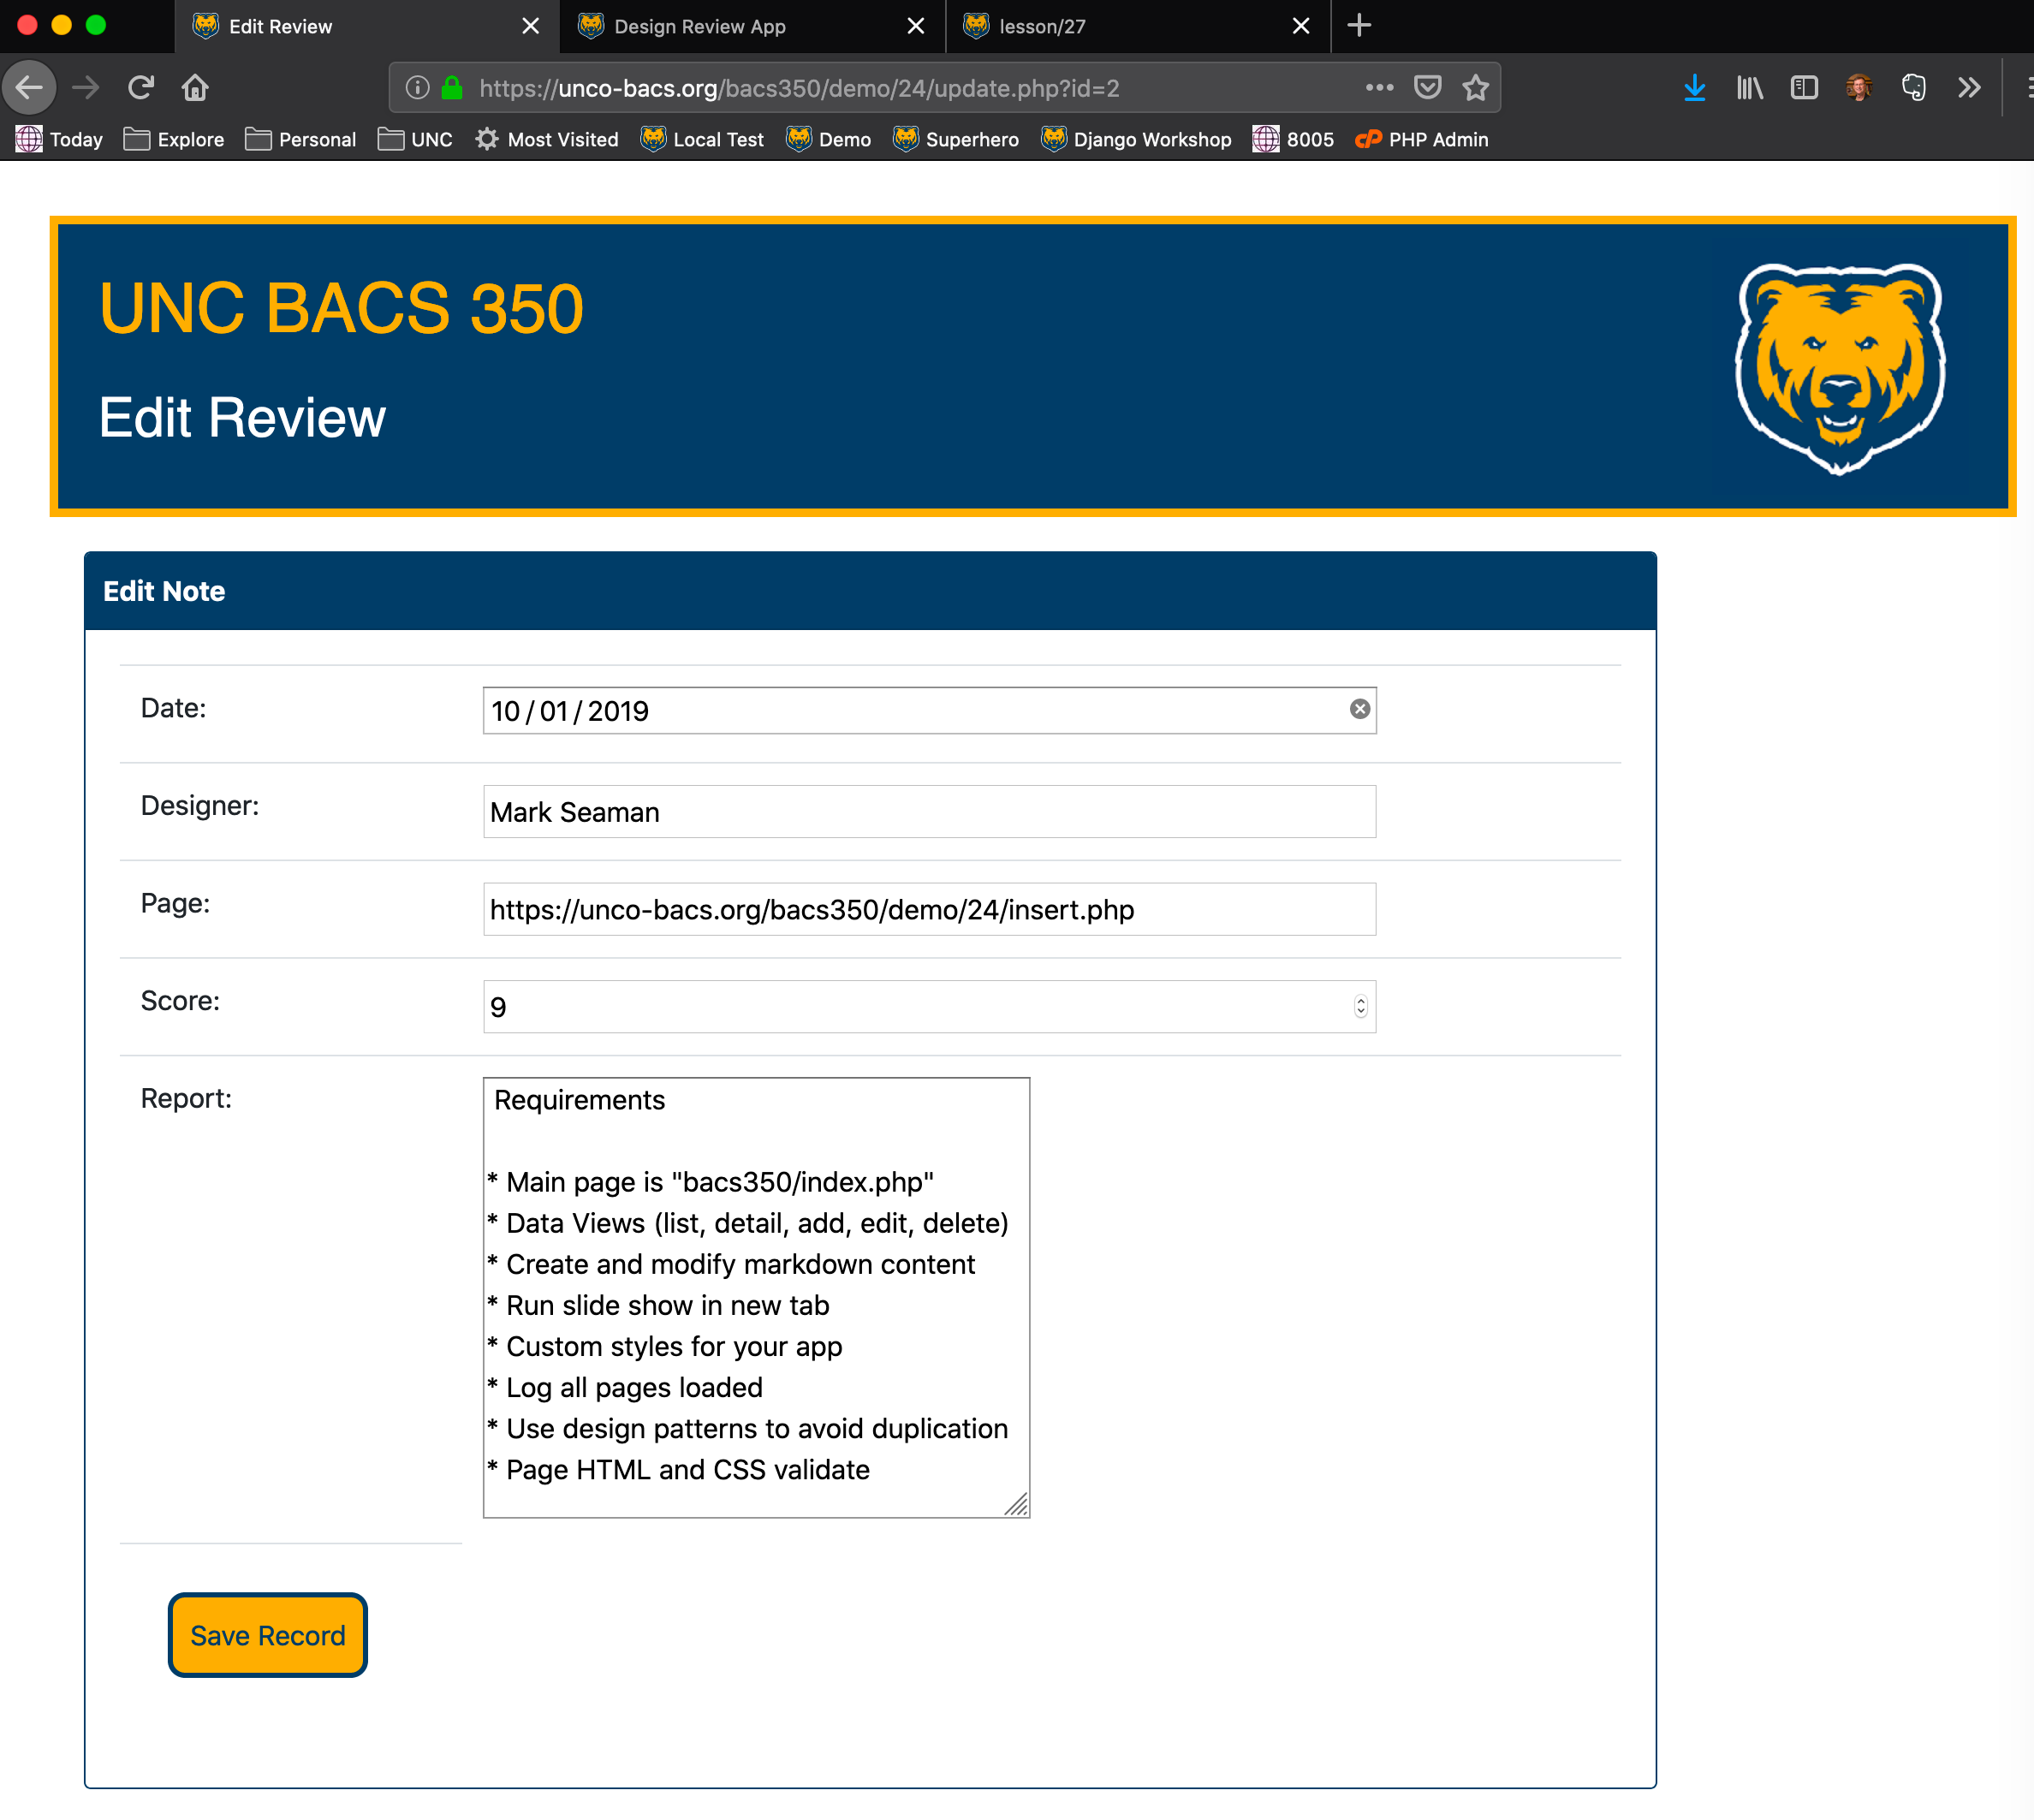 Edit Review
Design Review App
lesson/27
https://unco-bacs.org/bacs350/demo/24/update.php?id=2
Today Explore Personal UNC Most Visited Local Test Demo Superhero Django Workshop 8005 cP PHP Admin
UNC BACS 350
Edit Review
Edit Note
Date: 10/01/2019
Designer: Mark Seaman
Page: https://unco-bacs.org/bacs350/demo/24/insert.php
Score: 9
Report: Requirements
* Main page is "bacs350/index.php"
* Data Views (list, detail, add, edit, delete)
* Create and modify markdown content
* Run slide show in new tab
* Custom styles for your app
* Log all pages loaded
* Use design patterns to avoid duplication
* Page HTML and CSS validate
Save Record